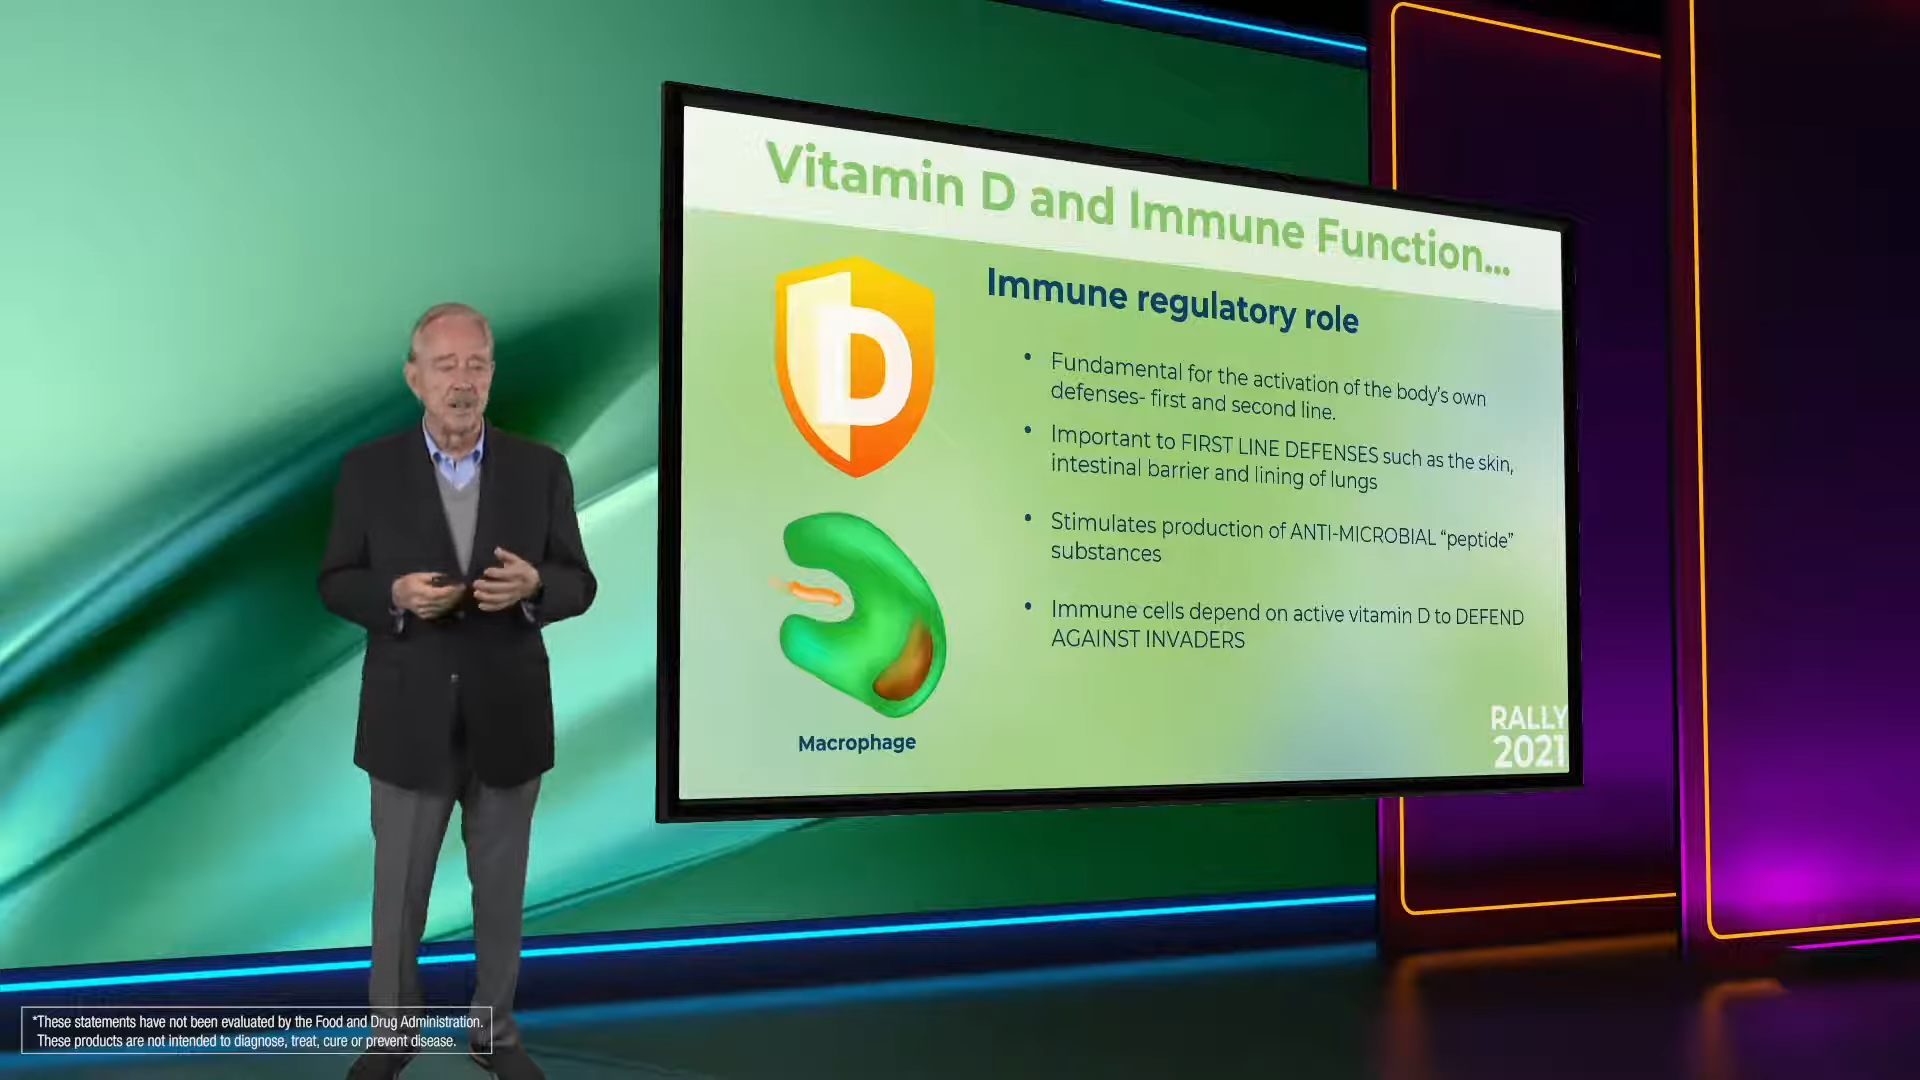 Vitamin D and Immune Function...
D
Immune regulatory role
• Fundamental for the activation of the body's own
defenses- first and second line.
• Important to FIRST LINE DEFENSES such as the skin,
intestinal barrier and lining of lungs
• Stimulates production of ANTI-MICROBIAL “peptide”
substances
• Immune cells depend on active vitamin D to DEFEND
AGAINST INVADERS
Macrophage
RALLY
2021
*These statements have not been evaluated by the Food and Drug Administration.
These products are not intended to diagnose, treat, cure or prevent disease.